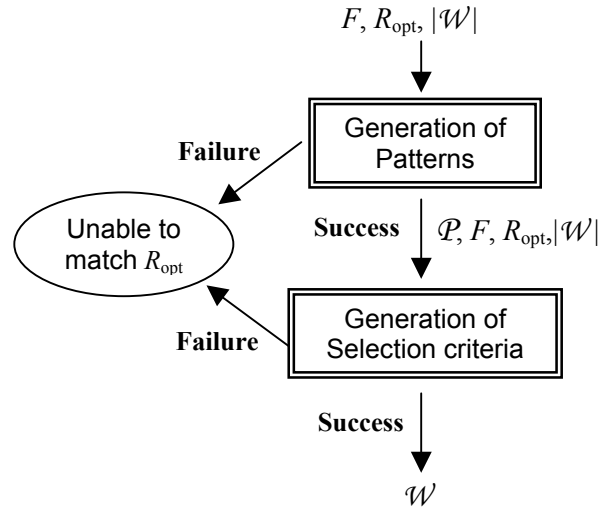 F, R_opt, |𝒲|
Generation of
Patterns
Failure
Success
𝒫, F, R_opt,|𝒲|
Unable to
match R_opt
Generation of
Selection criteria
Failure
Success
𝒲